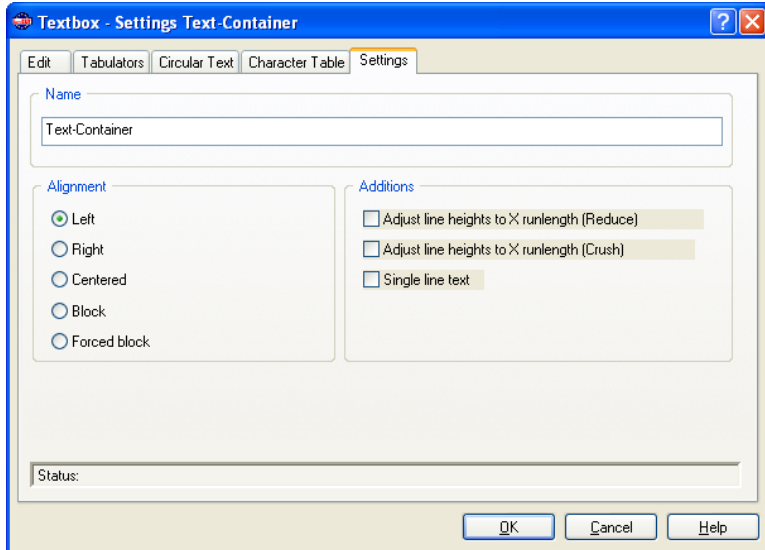 Textbox - Settings Text-Container
Edit Tabulators Circular Text Character Table Settings
Name
Text-Container
Alignment
Left
Right
Centered
Block
Forced block
Additions
Adjust line heights to X runlength (Reduce)
Adjust line heights to X runlength (Crush)
Single line text
Status:
OK Cancel Help